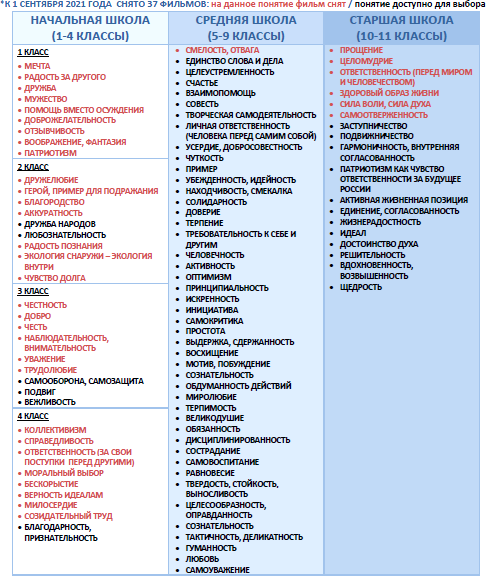 *К 1 СЕНТЯБРЯ 2021 ГОДА СНЯТО 37 ФИЛЬМОВ: на данное понятие фильм снят / понятие доступно для выбора
НАЧАЛЬНАЯ ШКОЛА
(1-4 КЛАССЫ)
1 КЛАСС
• МЕЧТА
• РАДОСТЬ ЗА ДРУГОГО
• ДРУЖБА
• МУЖЕСТВО
• ПОМОЩЬ ВМЕСТО ОСУЖДЕНИЯ
• ДОБРОЖЕЛАТЕЛЬНОСТЬ
• ОТЗЫВЧИВОСТЬ
• ВООБРАЖЕНИЕ, ФАНТАЗИЯ
• ПАТРИОТИЗМ
2 КЛАСС
• ДРУЖЕЛЮБИЕ
• ГЕРОЙ, ПРИМЕР ДЛЯ ПОДРАЖАНИЯ
• БЛАГОРОДСТВО
• АККУРАТНОСТЬ
• ДРУЖБА НАРОДОВ
• ЛЮБОЗНАТЕЛЬНОСТЬ
• РАДОСТЬ ПОЗНАНИЯ
• ЭКОЛОГИЯ СНАРУЖИ – ЭКОЛОГИЯ
ВНУТРИ
• ЧУВСТВО ДОЛГА
3 КЛАСС
• ЧЕСТНОСТЬ
• ДОБРО
• ЧЕСТЬ
• НАБЛЮДАТЕЛЬНОСТЬ,
ВНИМАТЕЛЬНОСТЬ
• УВАЖЕНИЕ
• ТРУДОЛЮБИЕ
• САМООБОРОНА, САМОЗАЩИТА
• ПОДВИГ
• ВЕЖЛИВОСТЬ
4 КЛАСС
• КОЛЛЕКТИВИЗМ
• СПРАВЕДЛИВОСТЬ
• ОТВЕТСТВЕННОСТЬ (ЗА СВОИ
ПОСТУПКИ ПЕРЕД ДРУГИМИ)
• МОРАЛЬНЫЙ ВЫБОР
• БЕСКОРЫСТИЕ
• ВЕРНОСТЬ ИДЕАЛАМ
• МИЛОСЕРДИЕ
• СОЗИДАТЕЛЬНЫЙ ТРУД
• БЛАГОДАРНОСТЬ,
ПРИЗНАТЕЛЬНОСТЬ
СРЕДНЯЯ ШКОЛА
(5-9 КЛАССЫ)
• СМЕЛОСТЬ, ОТВАГА
• ЕДИНСТВО СЛОВА И ДЕЛА
• ЦЕЛЕУСТРЕМЛЕННОСТЬ
• СЧАСТЬЕ
• ВЗАИМОПОМОЩЬ
• СОВЕСТЬ
• ТВОРЧЕСКАЯ САМОДЕЯТЕЛЬНОСТЬ
• ЛИЧНАЯ ОТВЕТСТВЕННОСТЬ
(ЧЕЛОВЕКА ПЕРЕД САМИМ СОБОЙ)
• УСЕРДИЕ, ДОБРОСОВЕСТНОСТЬ
• ЧУТКОСТЬ
• ПРИМЕР
• УБЕЖДЕННОСТЬ, ИДЕЙНОСТЬ
• НАХОДЧИВОСТЬ, СМЕКАЛКА
• СОЛИДАРНОСТЬ
• ДОВЕРИЕ
• ТЕРПЕНИЕ
• ТРЕБОВАТЕЛЬНОСТЬ К СЕБЕ И
ДРУГИМ
• ЧЕЛОВЕЧНОСТЬ
• АКТИВНОСТЬ
• ОПТИМИЗМ
• ПРИНЦИПИАЛЬНОСТЬ
• ИСКРЕННОСТЬ
• ИНИЦИАТИВА
• САМОКРИТИКА
• ПРОСТОТА
• ВЫДЕРЖКА, СДЕРЖАННОСТЬ
• ВОСХИЩЕНИЕ
• МОТИВ, ПОБУЖДЕНИЕ
• СОЗНАТЕЛЬНОСТЬ
• ОБДУМАННОСТЬ ДЕЙСТВИЙ
• МИРОЛЮБИЕ
• ТЕРПИМОСТЬ
• ВЕЛИКОДУШИЕ
• ОБЯЗАННОСТЬ
• ДИСЦИПЛИНИРОВАННОСТЬ
• СОСТРАДАНИЕ
• САМОВОСПИТАНИЕ
• РАВНОВЕСИЕ
• ТВЕРДОСТЬ, СТОЙКОСТЬ,
ВЫНОСЛИВОСТЬ
• ЦЕЛЕСООБРАЗНОСТЬ,
ОПРАВДАННОСТЬ
• СОЗНАТЕЛЬНОСТЬ
• ТАКТИЧНОСТЬ, ДЕЛИКАТНОСТЬ
• ГУМАННОСТЬ
• ЛЮБОВЬ
• САМОУВАЖЕНИЕ
СТАРШАЯ ШКОЛА
(10-11 КЛАССЫ)
• ПРОЩЕНИЕ
• ЦЕЛОМУДРИЕ
• ОТВЕТСТВЕННОСТЬ (ПЕРЕД МИРОМ
И ЧЕЛОВЕЧЕСТВОМ)
• ЗДОРОВЫЙ ОБРАЗ ЖИЗНИ
• СИЛА ВОЛИ, СИЛА ДУХА
• САМООТВЕРЖЕННОСТЬ
• ЗАСТУПНИЧЕСТВО
• ПОДВИЖНИЧЕСТВО
• ГАРМОНИЧНОСТЬ, ВНУТРЕННЯЯ
СОГЛАСОВАННОСТЬ
• ПАТРИОТИЗМ КАК ЧУВСТВО
ОТВЕТСТВЕННОСТИ ЗА БУДУЩЕЕ
РОССИИ
• АКТИВНАЯ ЖИЗНЕННАЯ ПОЗИЦИЯ
• ЕДИНЕНИЕ, СОГЛАСОВАННОСТЬ
• ЖИЗНЕРАДОСТНОСТЬ
• ИДЕАЛ
• ДОСТОИНСТВО ДУХА
• РЕШИТЕЛЬНОСТЬ
• ВДОХНОВЕННОСТЬ,
ВОЗВЫШЕННОСТЬ
• ЩЕДРОСТЬ